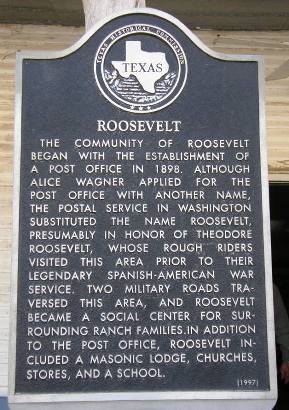 TEXAS HISTORICAL COMMISSION
TEXAS
ROOSEVELT
THE COMMUNITY OF ROOSEVELT
BEGAN WITH THE ESTABLISHMENT OF
A POST OFFICE IN 1898. ALTHOUGH
ALICE WAGNER APPLIED FOR THE
POST OFFICE WITH ANOTHER NAME,
THE POSTAL SERVICE IN WASHINGTON
SUBSTITUTED THE NAME ROOSEVELT,
PRESUMABLY IN HONOR OF THEODORE
ROOSEVELT, WHOSE ROUGH RIDERS
VISITED THIS AREA PRIOR TO THEIR
LEGENDARY SPANISH-AMERICAN WAR
SERVICE. TWO MILITARY ROADS TRA-
VERSED THIS AREA, AND ROOSEVELT
BECAME A SOCIAL CENTER FOR SUR-
ROUNDING RANCH FAMILIES.IN ADDITION
TO THE POST OFFICE, ROOSEVELT IN-
CLUDED A MASONIC LODGE, CHURCHES,
STORES, AND A SCHOOL.
(1997)